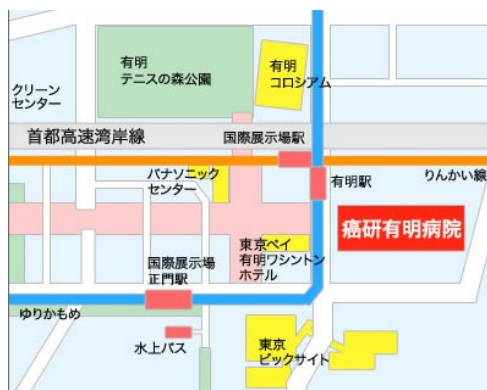 有明
テニスの森公園
有明
コロシアム
クリーン
センター
首都高速湾岸線
国際展示場駅
パナソニック
センター
有明駅
りんかい線
癌研有明病院
東京ベイ
有明ワシントン
ホテル
国際展示場
正門駅
ゆりかもめ
水上バス
東京
ビックサイト